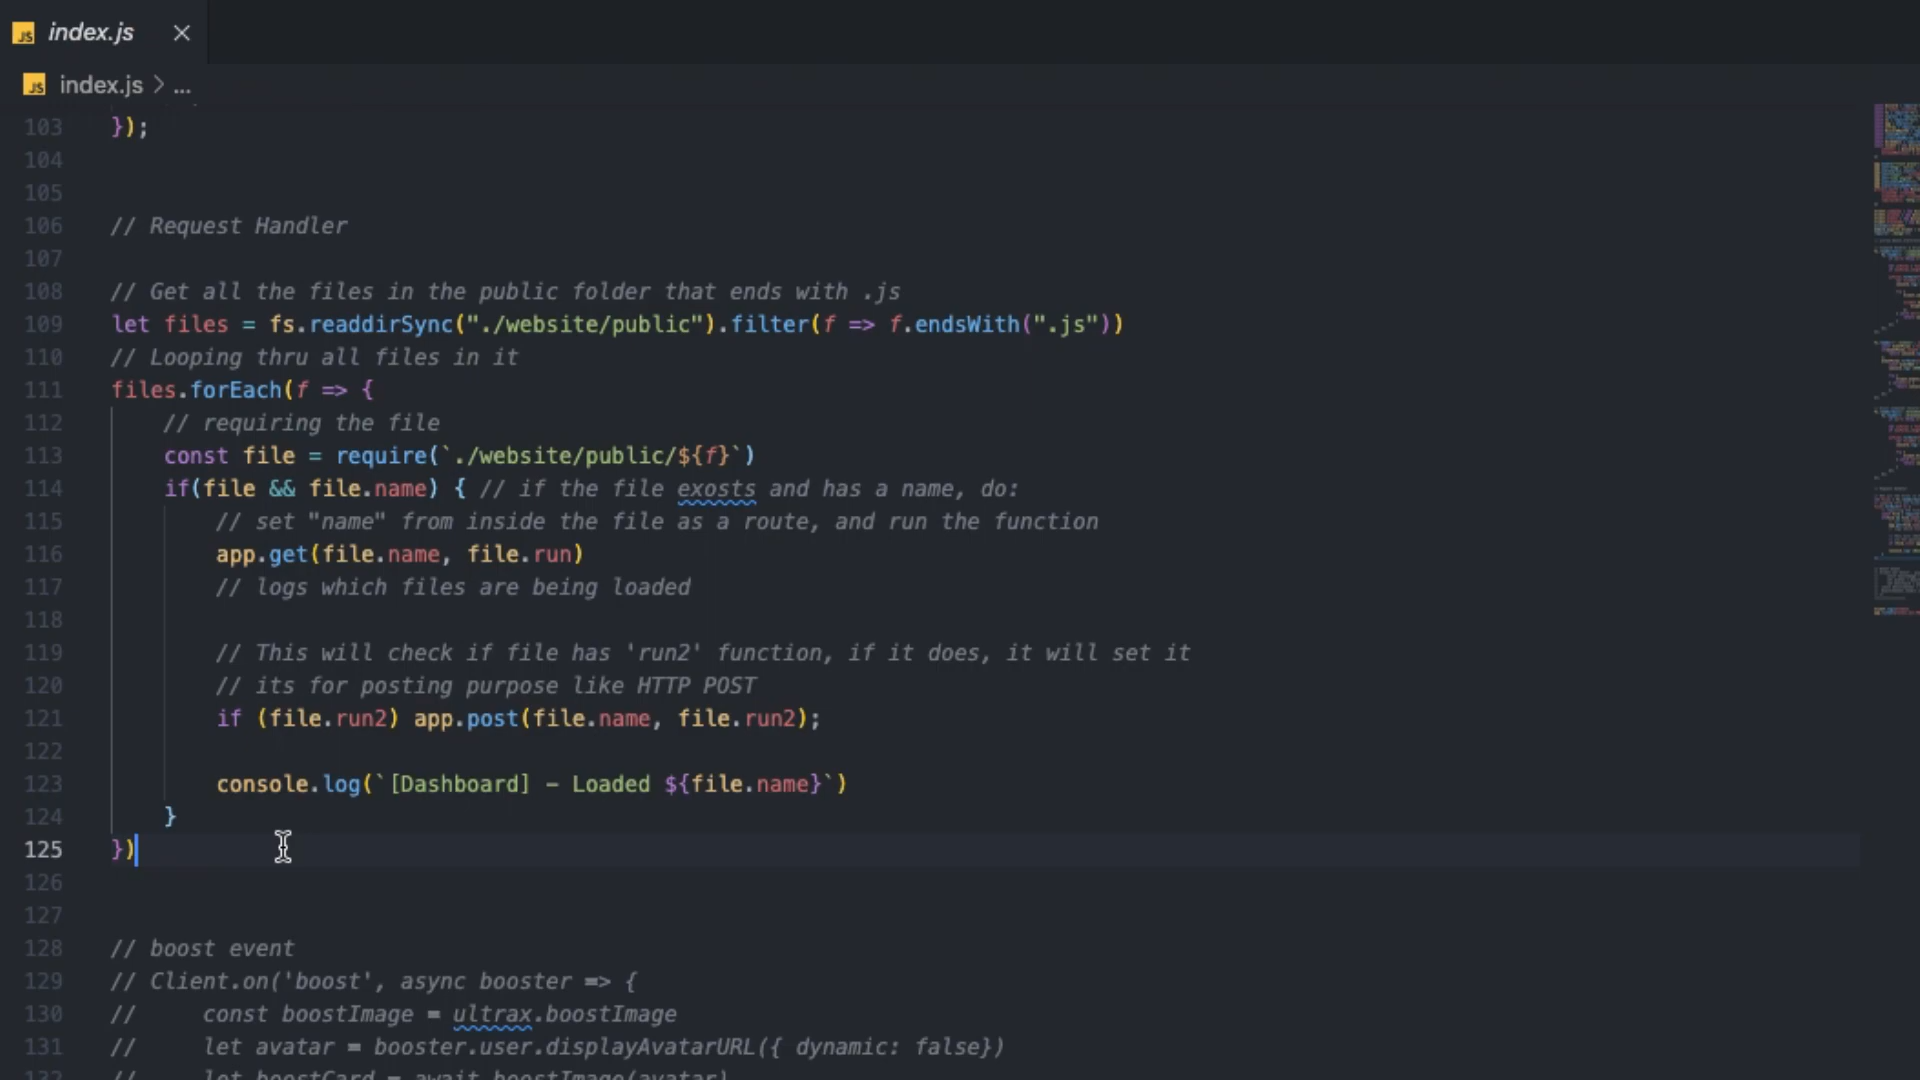 JS index.js ×
JS index.js > ...
103 });
104
105
106 // Request Handler
107
108 // Get all the files in the public folder that ends with .js
109 let files = fs.readdirSync("./website/public").filter(f => f.endsWith(".js"))
110 // Looping thru all files in it
111 files.forEach(f => {
112 // requiring the file
113 const file = require(`./website/public/${f}`)
114 if(file && file.name) { // if the file exosts and has a name, do:
115 // set "name" from inside the file as a route, and run the function
116 app.get(file.name, file.run)
117 // logs which files are being loaded
118
119 // This will check if file has 'run2' function, if it does, it will set it
120 // its for posting purpose like HTTP POST
121 if (file.run2) app.post(file.name, file.run2);
122
123 console.log(`[Dashboard] - Loaded ${file.name}`)
124 }
125 })
126
127
128 // boost event
129 // Client.on('boost', async booster => {
130 // const boostImage = ultrax.boostImage
131 // let avatar = booster.user.displayAvatarURL({ dynamic: false})
132 // let boostCard = await boostImage(avatar)